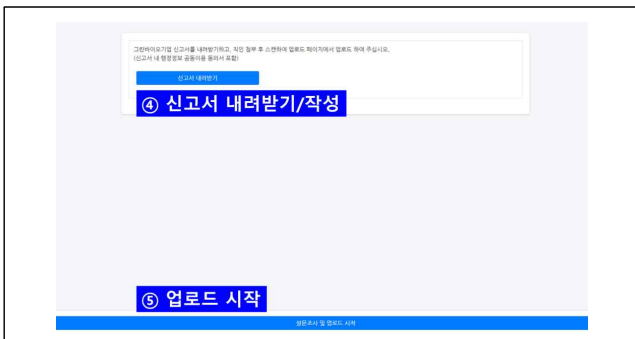 그린바이오기업 신고서를 내려받기하고, 직인 첨부 후 스캔하여 업로드 페이지에서 업로드 하여 주십시오.
(신고서 내 행정정보 공동이용 동의서 포함)
신고서 내려받기
④ 신고서 내려받기/작성
⑤ 업로드 시작
설문조사 및 업로드 시작